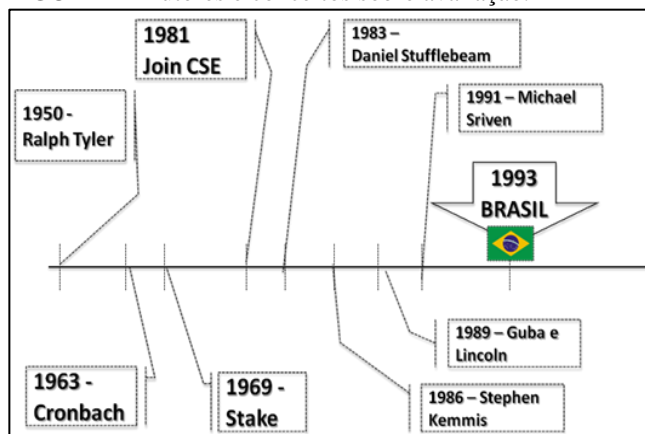 1981
Join CSE
1983 –
Daniel Stufflebeam
1950 -
Ralph Tyler
1991 – Michael
Sriven
1993
BRASIL
1963 -
Cronbach
1969 -
Stake
1989 – Guba e
Lincoln
1986 – Stephen
Kemmis